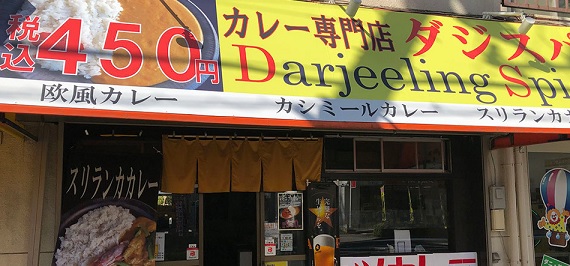 税込450円
カレー専門店 ダジスパ
Darjeeling Spi
欧風カレー
カシミールカレー
スリランカカ
スリランカカレー